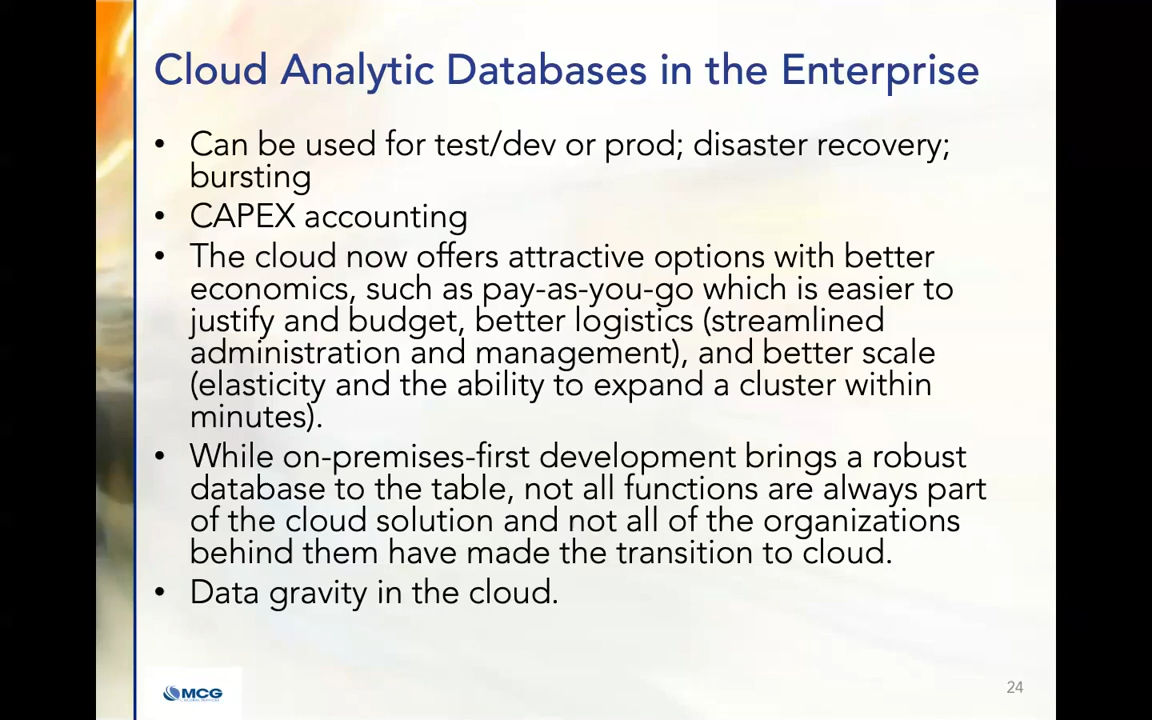 Cloud Analytic Databases in the Enterprise
• Can be used for test/dev or prod; disaster recovery;
bursting
• CAPEX accounting
• The cloud now offers attractive options with better
economics, such as pay-as-you-go which is easier to
justify and budget, better logistics (streamlined
administration and management), and better scale
(elasticity and the ability to expand a cluster within
minutes).
• While on-premises-first development brings a robust
database to the table, not all functions are always part
of the cloud solution and not all of the organizations
behind them have made the transition to cloud.
• Data gravity in the cloud.
MCG
24